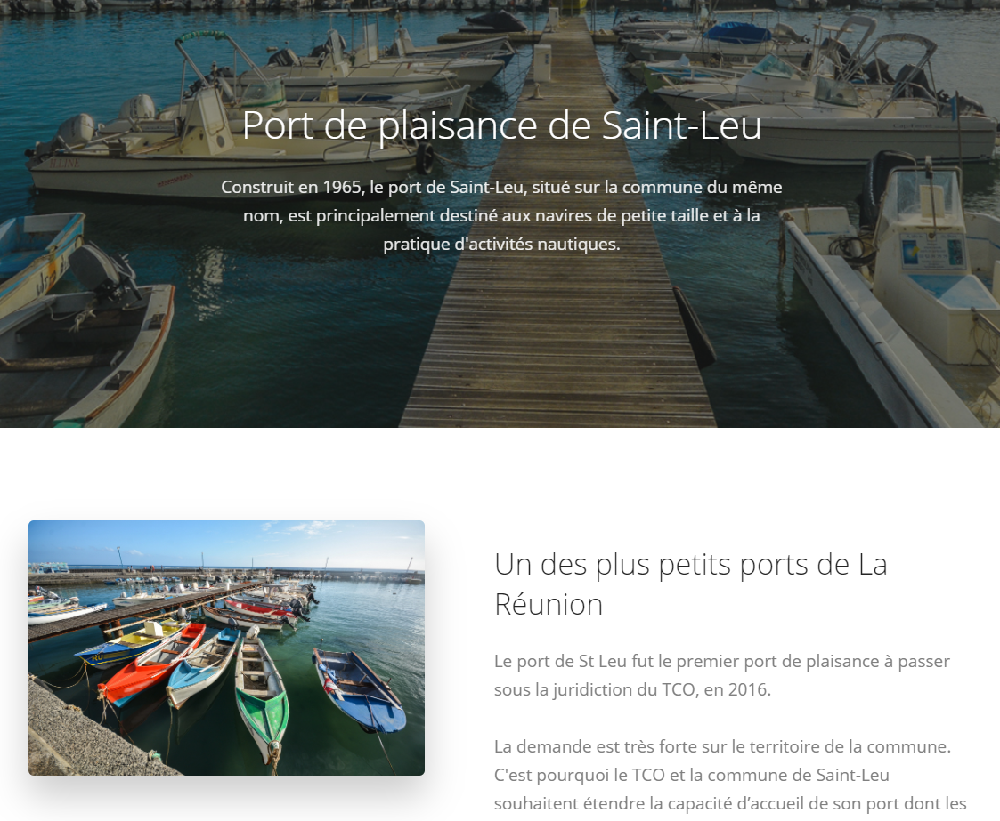 Port de plaisance de Saint-Leu
Construit en 1965, le port de Saint-Leu, situé sur la commune du même
nom, est principalement destiné aux navires de petite taille et à la
pratique d'activités nautiques.
Un des plus petits ports de La
Réunion
Le port de St Leu fut le premier port de plaisance à passer
sous la juridiction du TCO, en 2016.
La demande est très forte sur le territoire de la commune.
C'est pourquoi le TCO et la commune de Saint-Leu
souhaitent étendre la capacité d’accueil de son port dont les